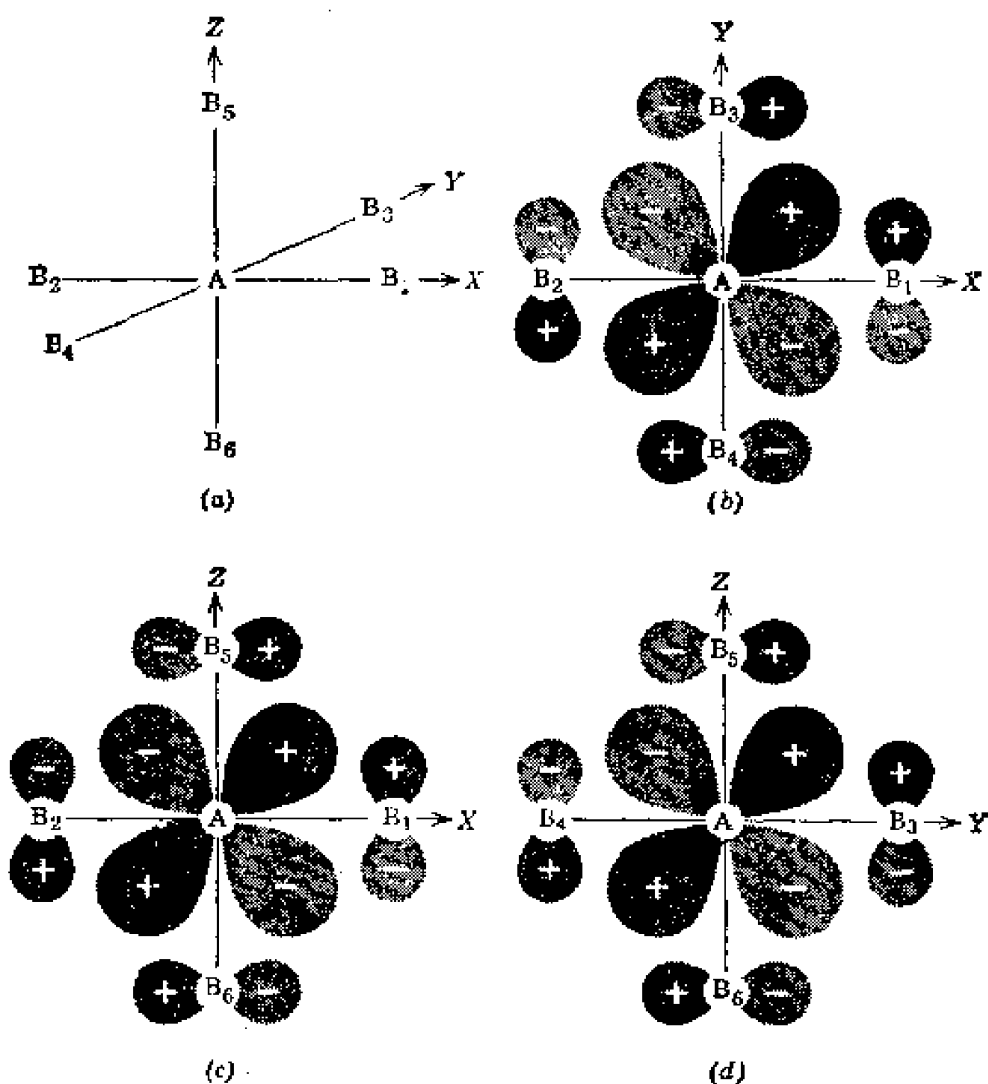 Z
B5
Y
B3
B2
A
B
X
B4
B6
(a)
Y
− B3 +
− + − +
B2 A B1 X
+ + − −
+ B4 −
(b)
Z
− B5 +
− + − +
B2 A B1 X
+ + − −
+ B6 −
(c)
Z
− B5 +
− + − +
B4 A B3 Y
+ + − −
+ B6 −
(d)